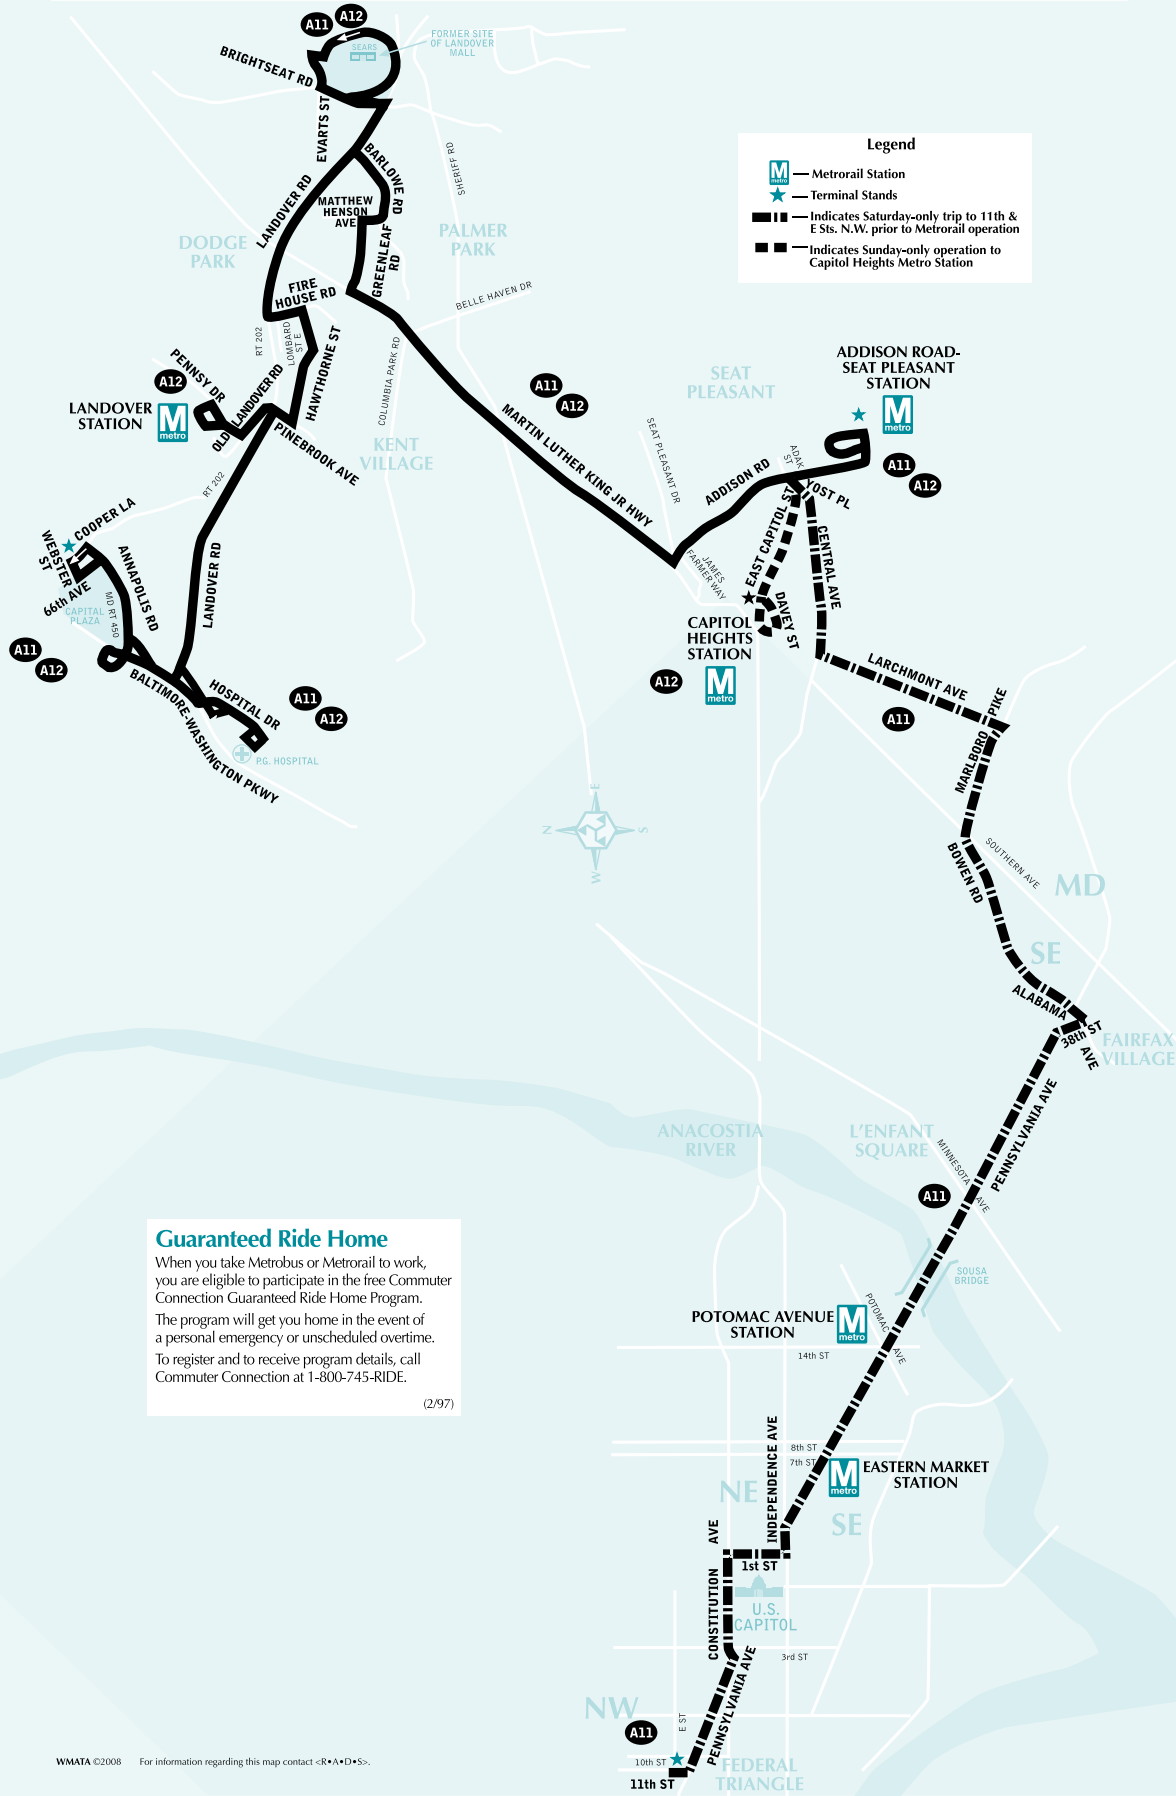 A11
A12
FORMER SITE
OF LANDOVER
MALL
SEARS
BRIGHTSEAT RD
EVARTS ST
BARLOWE RD
SHERIFF RD
LANDOVER RD
MATTHEW
HENSON
AVE
GREENLEAF
RD
DODGE
PARK
PALMER
PARK
Legend
M
metro
Metrorail Station
Terminal Stands
Indicates Saturday-only trip to 11th &
E Sts. N.W. prior to Metrorail operation
Indicates Sunday-only operation to
Capitol Heights Metro Station
FIRE
HOUSE RD
BELLE HAVEN DR
RT 202
LOMBARD
ST E
HAWTHORNE ST
COLUMBIA PARK RD
PENNSY DR
A12
LANDOVER
STATION
M
metro
OLD LANDOVER RD
PINEBROOK AVE
KENT
VILLAGE
RT 202
A11
A12
MARTIN LUTHER KING JR HWY
SEAT
PLEASANT
SEAT PLEASANT DR
ADDISON ROAD-
SEAT PLEASANT
STATION
M
metro
A11
A12
ADDISON RD
ADAK
ST
YOST PL
EAST CAPITOL ST
CENTRAL AVE
JAMES
FARMER WAY
DAVEY ST
CAPITOL
HEIGHTS
STATION
A12
M
metro
COOPER LA
WEBSTER
ST
66th AVE
ANNAPOLIS RD
MD RT 450
CAPITAL
PLAZA
LANDOVER RD
A11
A12
BALTIMORE-WASHINGTON PKWY
HOSPITAL DR
A11
A12
P.G. HOSPITAL
LARCHMONT AVE
A11
MARLBORO PIKE
BOWEN RD
SOUTHERN AVE
MD
SE
N
E
S
W
ALABAMA AVE
38th ST
FAIRFAX
VILLAGE
PENNSYLVANIA AVE
ANACOSTIA
RIVER
L'ENFANT
SQUARE
MINNESOTA AVE
A11
SOUSA
BRIDGE
Guaranteed Ride Home
When you take Metrobus or Metrorail to work,
you are eligible to participate in the free Commuter
Connection Guaranteed Ride Home Program.
The program will get you home in the event of
a personal emergency or unscheduled overtime.
To register and to receive program details, call
Commuter Connection at 1-800-745-RIDE.
(2/97)
POTOMAC AVENUE
STATION
M
metro
POTOMAC AVE
14th ST
INDEPENDENCE AVE
8th ST
7th ST
M
metro
EASTERN MARKET
STATION
NE
SE
CONSTITUTION AVE
1st ST
U.S.
CAPITOL
3rd ST
PENNSYLVANIA AVE
NW
A11
E ST
10th ST
11th ST
FEDERAL
TRIANGLE
WMATA ©2008 For information regarding this map contact <R•A•D•S>.